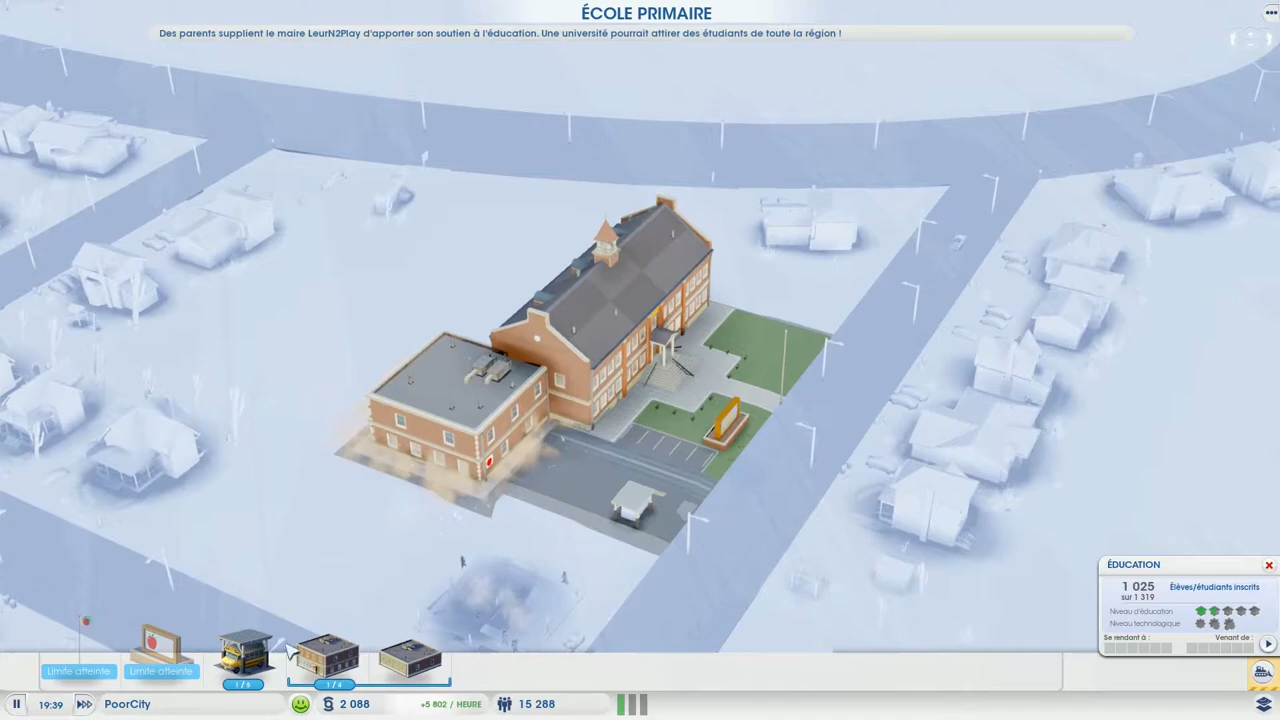 ÉCOLE PRIMAIRE
Des parents supplient le maire LeurN2Play d'apporter son soutien à l'éducation. Une université pourrait attirer des étudiants de toute la région !
ÉDUCATION
1 025
sur 1 319
Élèves/étudiants inscrits
Niveau d'éducation
Niveau technologique
Se rendant à :
Venant de :
Limite atteinte
Limite atteinte
1 / 5
1 / 4
19:39
PoorCity
2 088
+5 802 / HEURE
15 288